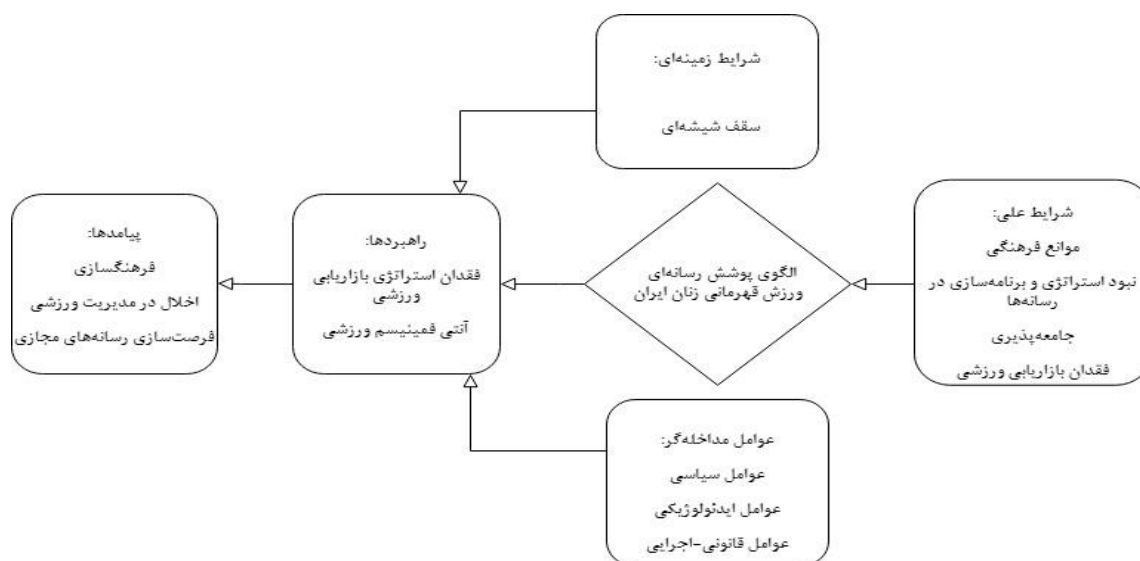 شرایط زمینه‌ای:
سقف شیشه‌ای
شرایط علی:
موانع فرهنگی
نبود استراتژی و برنامه‌سازی در
رسانه‌ها
جامعه‌پذیری
فقدان بازاریابی ورزشی
الگوی پوشش رسانه‌ای
ورزش قهرمانی زنان ایران
راهبردها:
فقدان استراتژی بازاریابی
ورزشی
آنتی فمینیسم ورزشی
پیامدها:
فرهنگسازی
اخلال در مدیریت ورزشی
فرصت‌سازی رسانه‌های مجازی
عوامل مداخله‌گر:
عوامل سیاسی
عوامل ایدئولوژیکی
عوامل قانونی-اجرایی